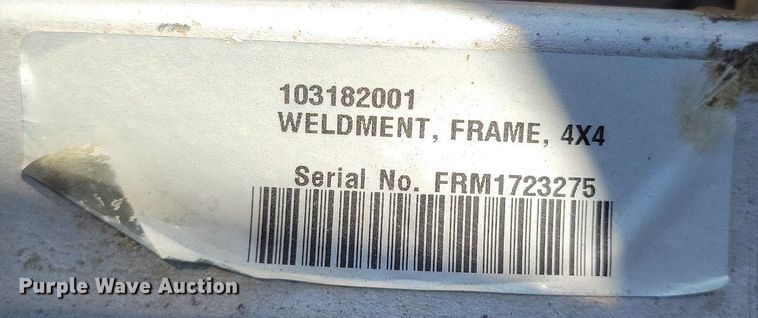 103182001
WELDMENT, FRAME, 4X4
Serial No. FRM1723275
Purple Wave Auction®